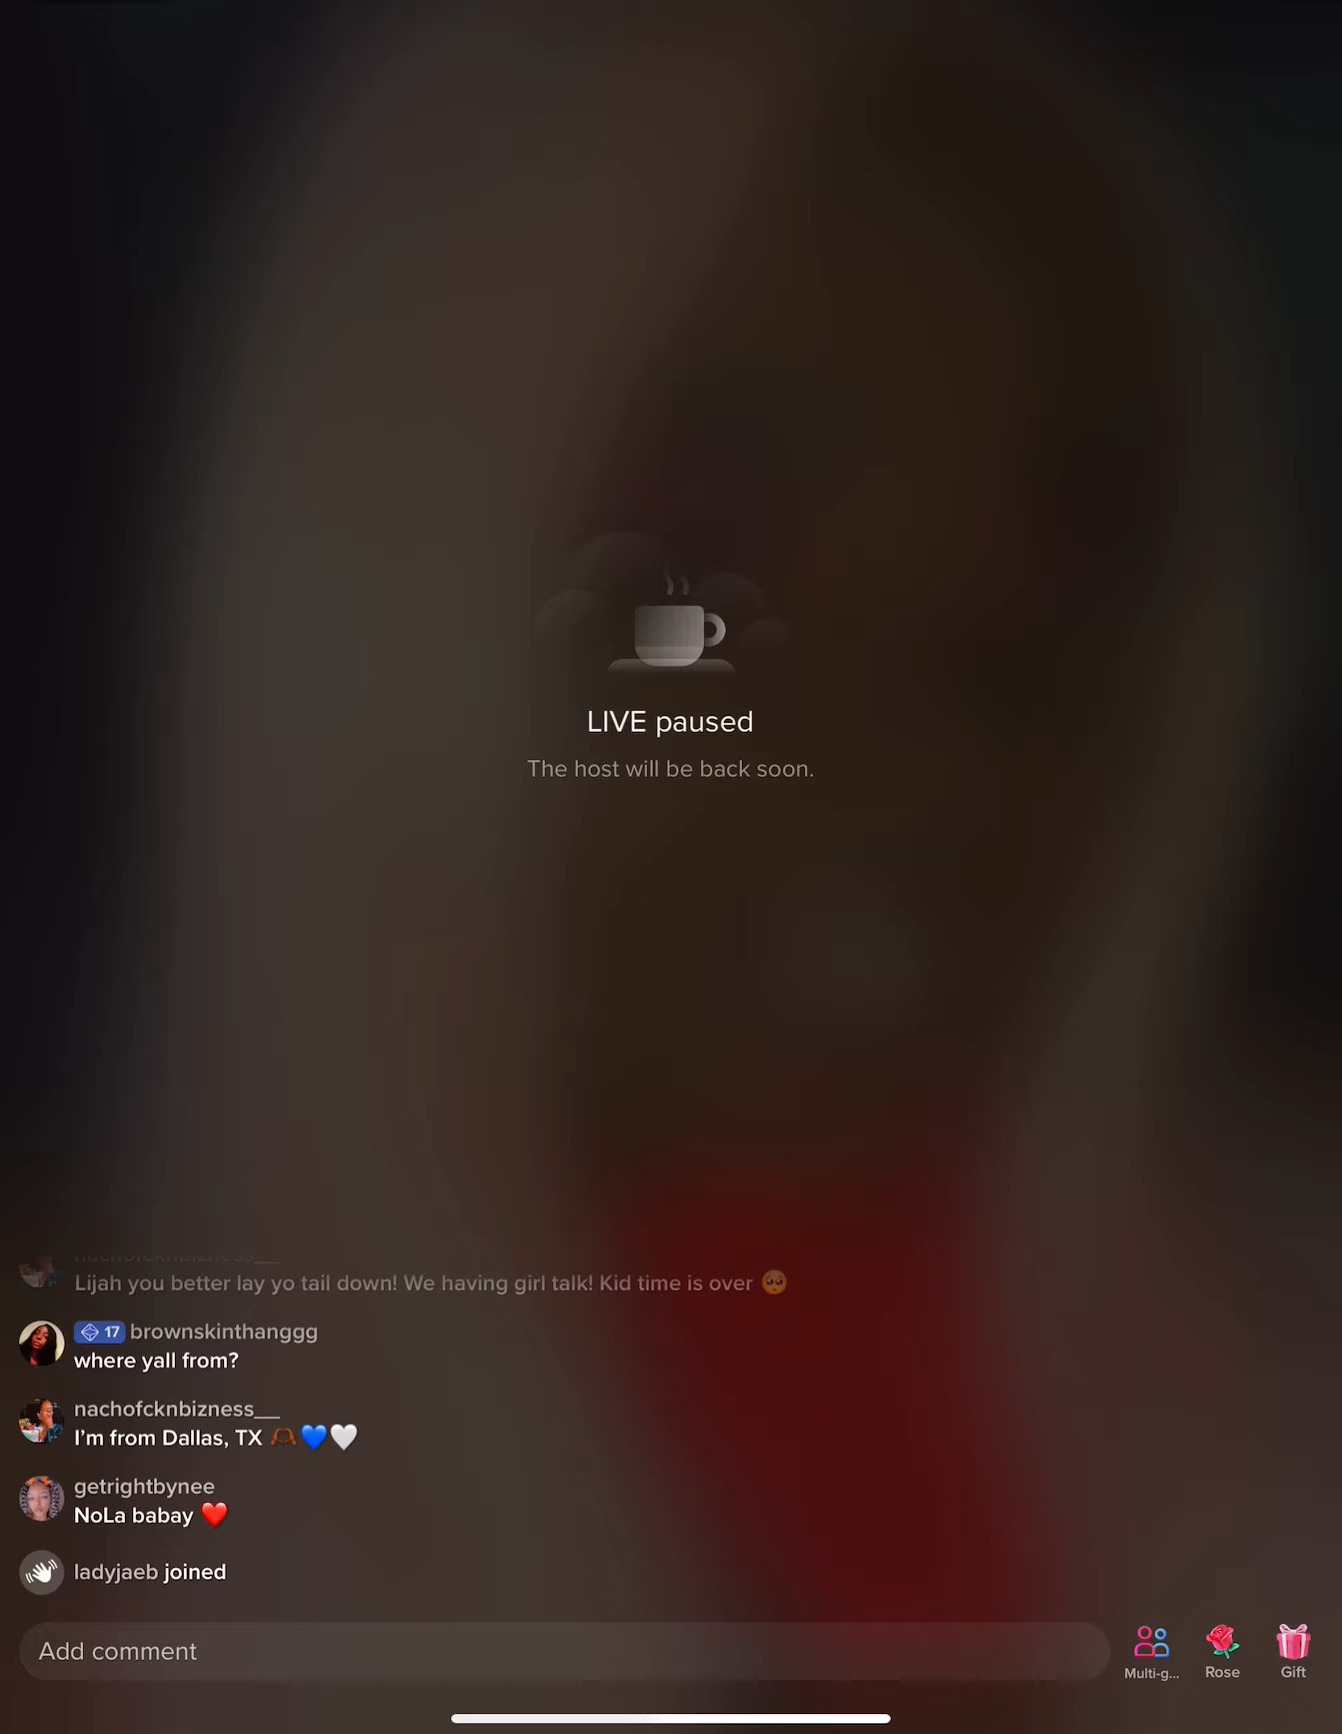 LIVE paused
The host will be back soon.
nachofcknbizness__
Lijah you better lay yo tail down! We having girl talk! Kid time is over 🥺
17 brownskinthanggg
where yall from?
nachofcknbizness__
I'm from Dallas, TX 🫶🏾💙🤍
getrightbynee
NoLa babay ❤️
ladyjaeb joined
Add comment
Multi-g...
Rose
Gift